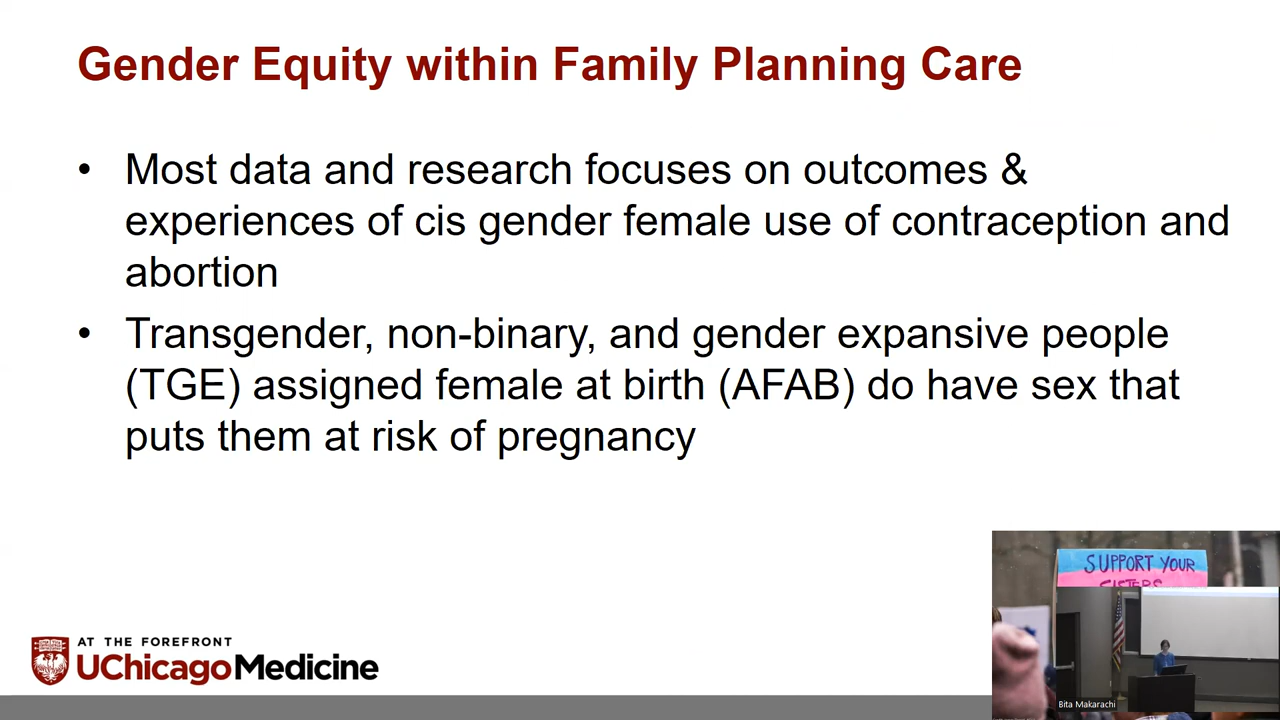 Gender Equity within Family Planning Care
• Most data and research focuses on outcomes &
experiences of cis gender female use of contraception and
abortion
• Transgender, non-binary, and gender expansive people
(TGE) assigned female at birth (AFAB) do have sex that
puts them at risk of pregnancy
SUPPORT YOUR
SISTERS
Bita Makarachi
AT THE FOREFRONT
UChicagoMedicine